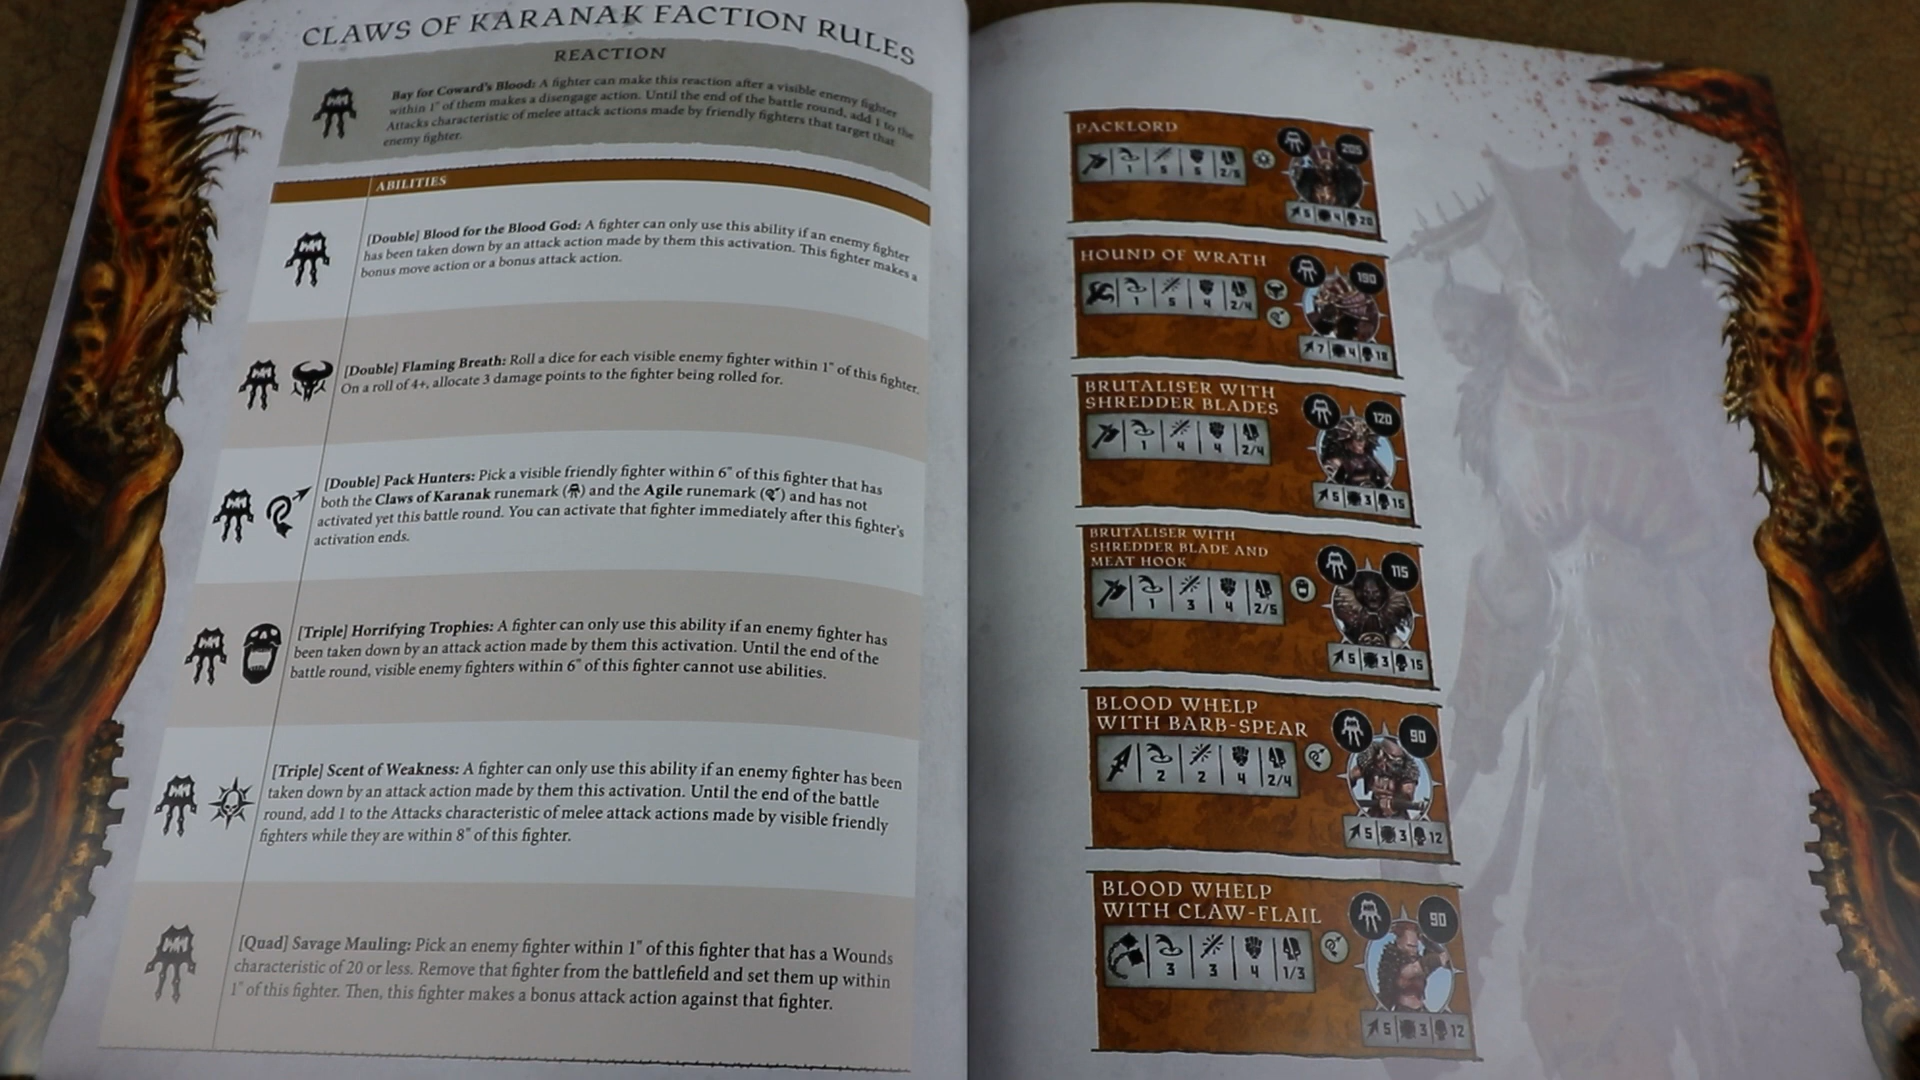 CLAWS OF KARANAK FACTION RULES
REACTION
Bay for Coward's Blood: A fighter can make this reaction after a visible enemy fighter
within 1" of them makes a disengage action. Until the end of the battle round, add 1 to the
Attacks characteristic of melee attack actions made by friendly fighters that target that
enemy fighter.
ABILITIES
[Double] Blood for the Blood God: A fighter can only use this ability if an enemy fighter
has been taken down by an attack action made by them this activation. This fighter makes a
bonus move action or a bonus attack action.
[Double] Flaming Breath: Roll a dice for each visible enemy fighter within 1" of this fighter.
On a roll of 4+, allocate 3 damage points to the fighter being rolled for.
[Double] Pack Hunters: Pick a visible friendly fighter within 6" of this fighter that has
both the Claws of Karanak runemark () and the Agile runemark () and has not
activated yet this battle round. You can activate that fighter immediately after this fighter's
activation ends.
[Triple] Horrifying Trophies: A fighter can only use this ability if an enemy fighter has
been taken down by an attack action made by them this activation. Until the end of the
battle round, visible enemy fighters within 6" of this fighter cannot use abilities.
[Triple] Scent of Weakness: A fighter can only use this ability if an enemy fighter has been
taken down by an attack action made by them this activation. Until the end of the battle
round, add 1 to the Attacks characteristic of melee attack actions made by visible friendly
fighters while they are within 8" of this fighter.
[Quad] Savage Mauling: Pick an enemy fighter within 1" of this fighter that has a Wounds
characteristic of 20 or less. Remove that fighter from the battlefield and set them up within
1" of this fighter. Then, this fighter makes a bonus attack action against that fighter.
PACKLORD
205
1 5 5 2/5
5 4 20
HOUND OF WRATH
190
1 5 4 2/4
7 4 18
BRUTALISER WITH
SHREDDER BLADES
120
1 4 4 2/4
5 3 15
BRUTALISER WITH
SHREDDER BLADE AND
MEAT HOOK
115
1 3 4 2/5
5 3 15
BLOOD WHELP
WITH BARB-SPEAR
90
2 2 4 2/4
5 3 12
BLOOD WHELP
WITH CLAW-FLAIL
90
3 3 4 1/3
5 3 12